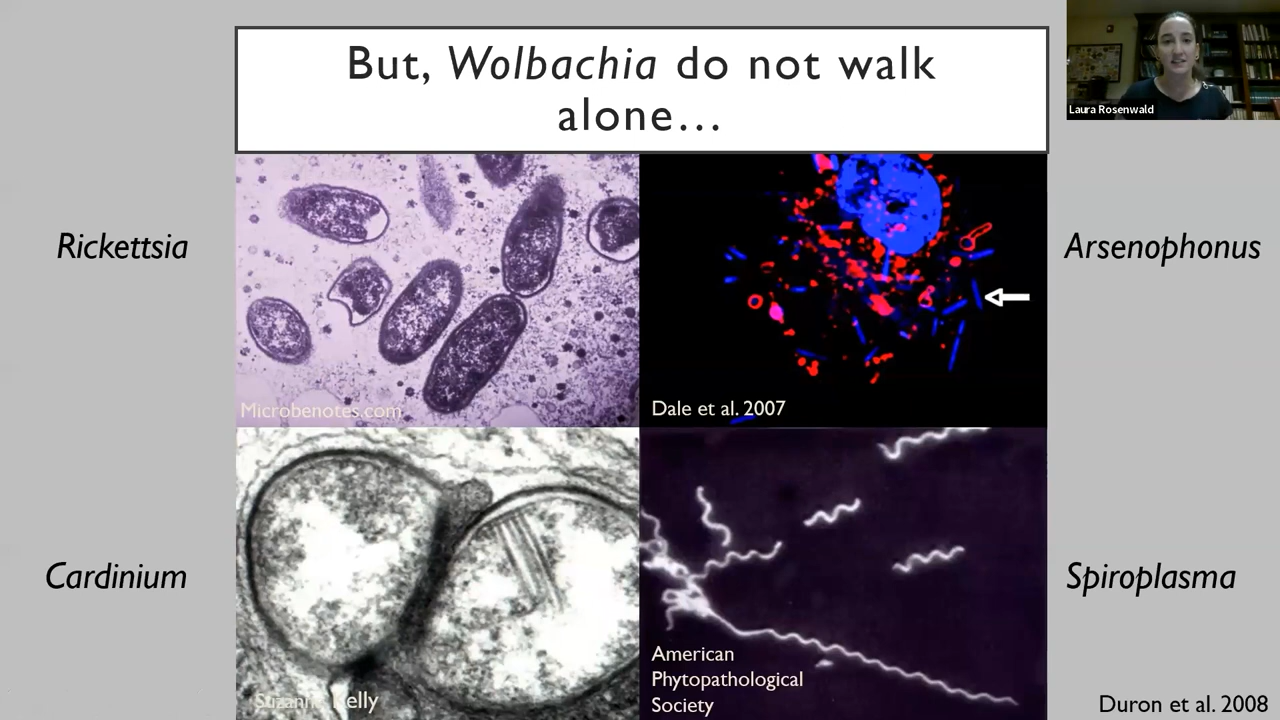 But, Wolbachia do not walk
alone...
Laura Rosenwald
Rickettsia
Arsenophonus
Microbenotes.com
Dale et al. 2007
Cardinium
Spiroplasma
Suzanne Kelly
American
Phytopathological
Society
Duron et al. 2008